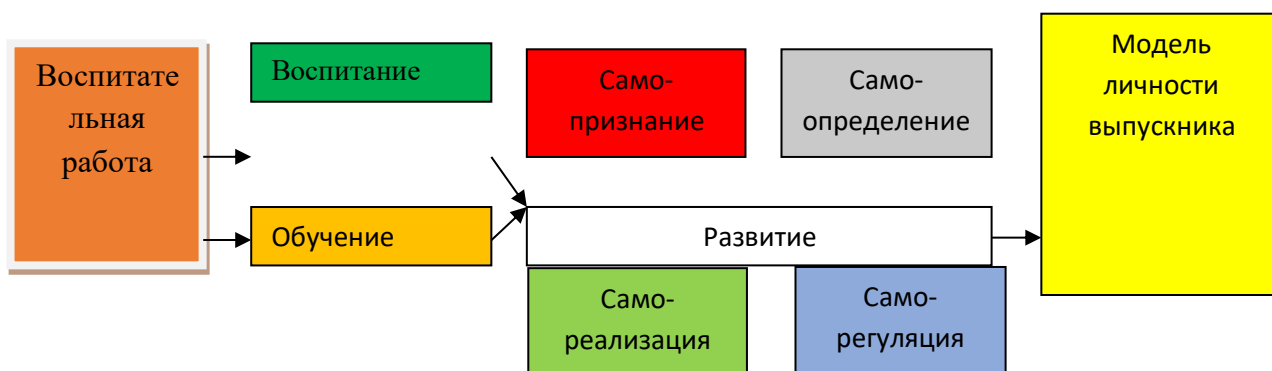 Воспитате
льная
работа
Воспитание
Обучение
Само-
признание
Само-
определение
Развитие
Само-
реализация
Само-
регуляция
Модель
личности
выпускника